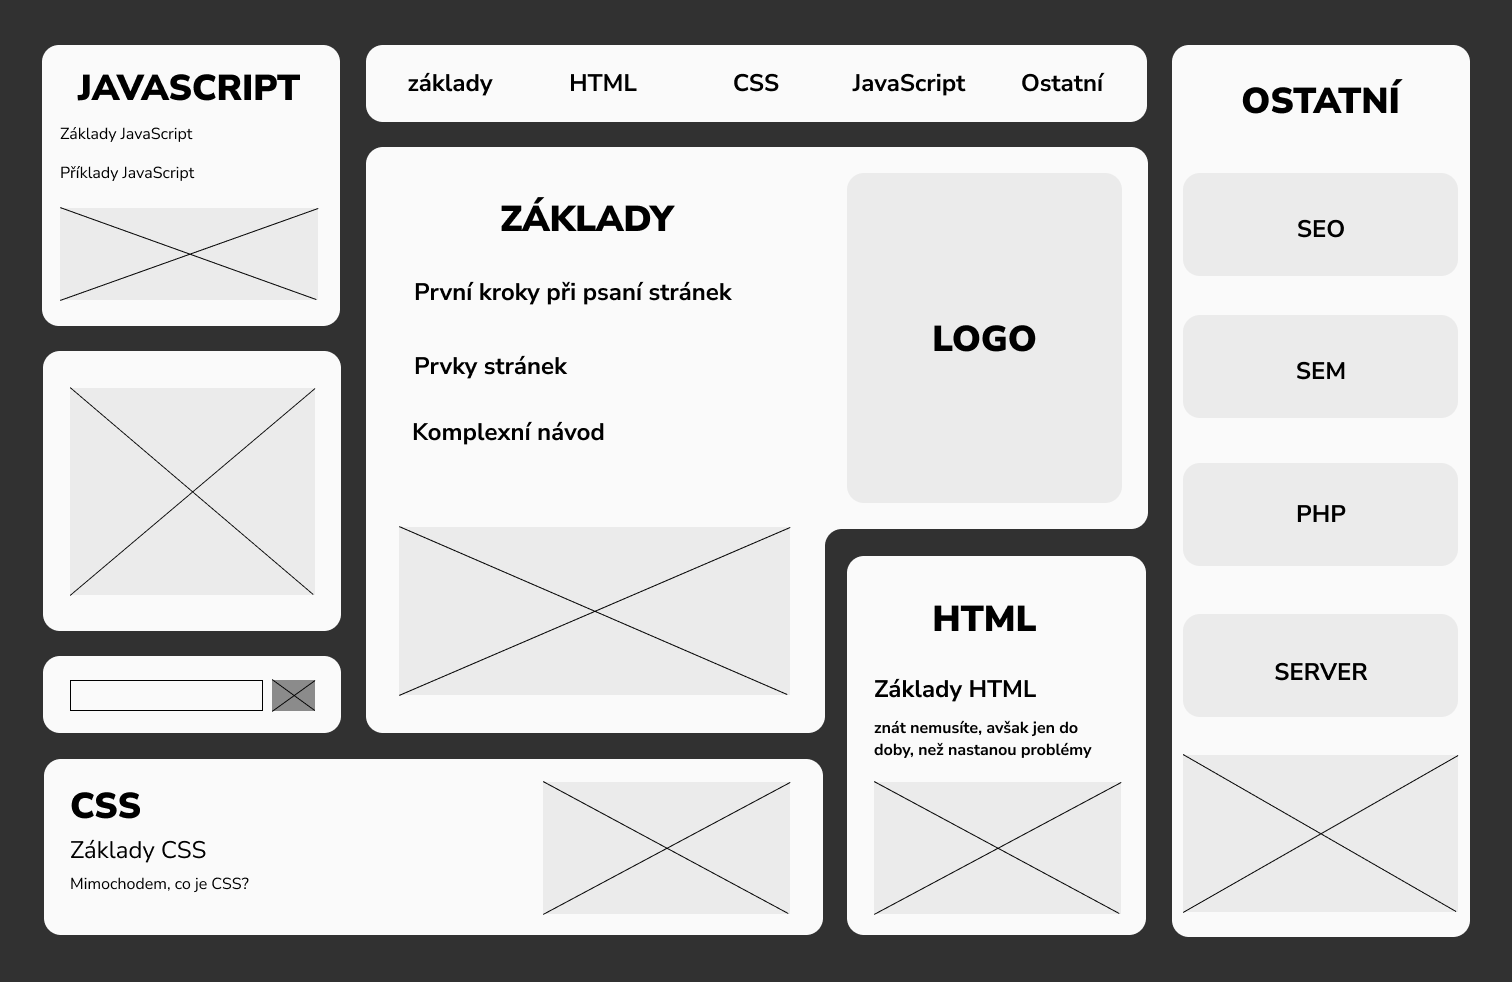 JAVASCRIPT
Základy JavaScript
Příklady JavaScript
základy
HTML
CSS
JavaScript
Ostatní
ZÁKLADY
První kroky při psaní stránek
Prvky stránek
Komplexní návod
LOGO
HTML
Základy HTML
znát nemusíte, avšak jen do
doby, než nastanou problémy
CSS
Základy CSS
Mimochodem, co je CSS?
OSTATNÍ
SEO
SEM
PHP
SERVER